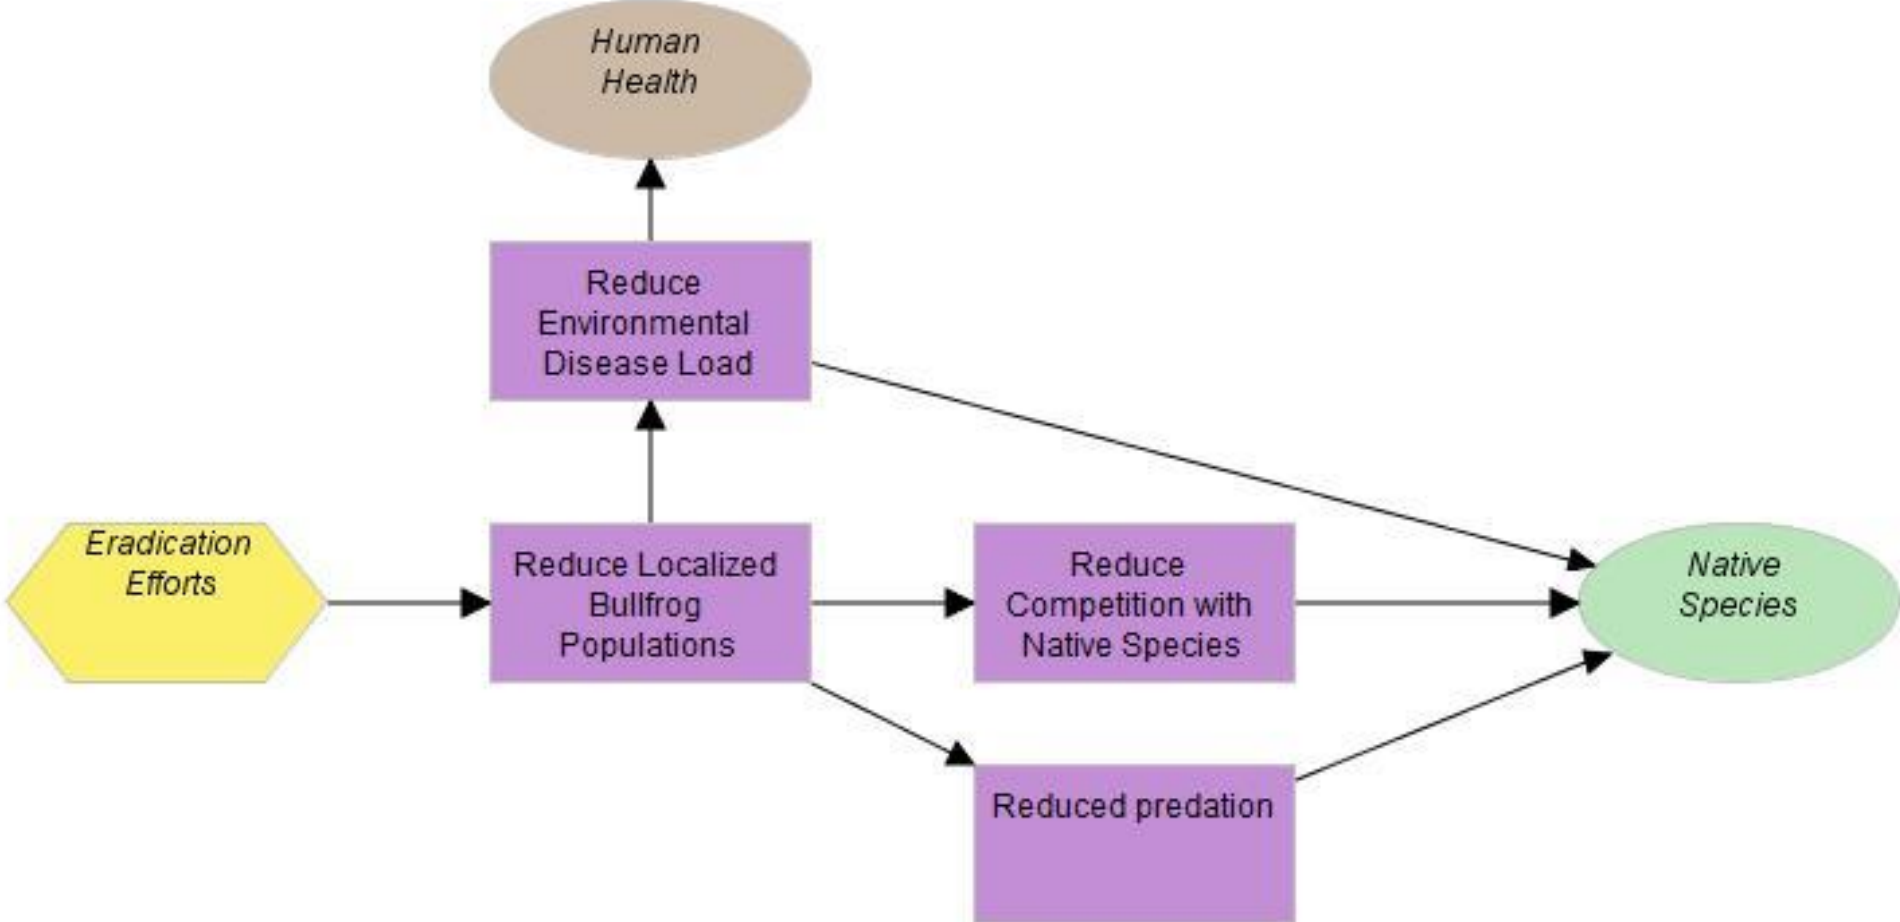 Human
Health
Reduce
Environmental
Disease Load
Eradication
Efforts
Reduce Localized
Bullfrog
Populations
Reduce
Competition with
Native Species
Native
Species
Reduced predation